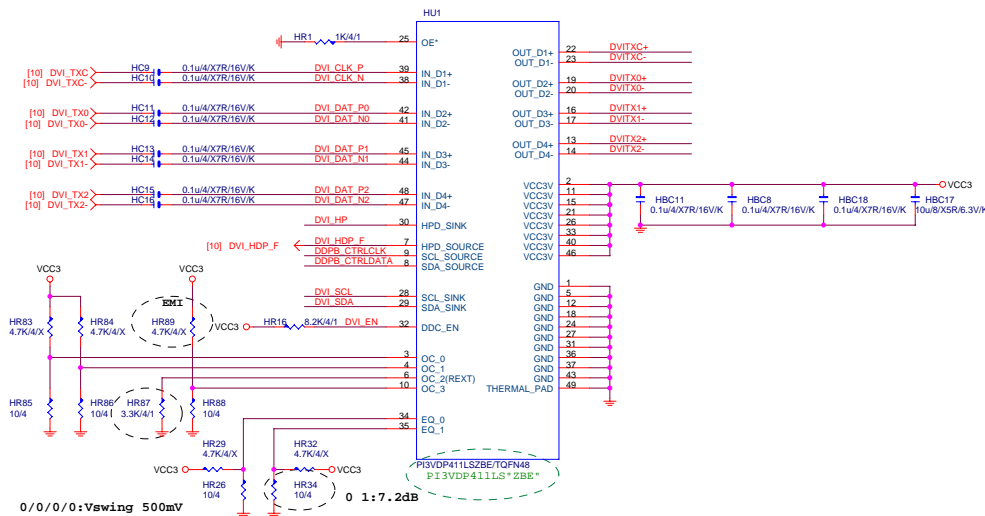 HU1
HR1 1K/4/1 25 OE*
OUT_D1+ 22 DVITXC+
OUT_D1- 23 DVITXC-
[10] DVI_TXC HC9 0.1u/4/X7R/16V/K DVI_CLK_P 39 IN_D1+
[10] DVI_TXC- HC10 0.1u/4/X7R/16V/K DVI_CLK_N 38 IN_D1-
OUT_D2+ 19 DVITX0+
OUT_D2- 20 DVITX0-
[10] DVI_TX0 HC11 0.1u/4/X7R/16V/K DVI_DAT_P0 42 IN_D2+
[10] DVI_TX0- HC12 0.1u/4/X7R/16V/K DVI_DAT_N0 41 IN_D2-
OUT_D3+ 16 DVITX1+
OUT_D3- 17 DVITX1-
OUT_D4+ 13 DVITX2+
OUT_D4- 14 DVITX2-
[10] DVI_TX1 HC13 0.1u/4/X7R/16V/K DVI_DAT_P1 45 IN_D3+
[10] DVI_TX1- HC14 0.1u/4/X7R/16V/K DVI_DAT_N1 44 IN_D3-
[10] DVI_TX2 HC15 0.1u/4/X7R/16V/K DVI_DAT_P2 48 IN_D4+
[10] DVI_TX2- HC16 0.1u/4/X7R/16V/K DVI_DAT_N2 47 IN_D4-
VCC3V 2 VCC3
VCC3V 11
VCC3V 15
VCC3V 21
VCC3V 26
VCC3V 33
VCC3V 40
VCC3V 46
HBC11 0.1u/4/X7R/16V/K
HBC8 0.1u/4/X7R/16V/K
HBC18 0.1u/4/X7R/16V/K
HBC17 10u/8/X5R/6.3V/K
DVI_HP 30 HPD_SINK
[10] DVI_HDP_F DVI_HDP_F 7 HPD_SOURCE
DDPB_CTRLCLK 9 SCL_SOURCE
DDPB_CTRLDATA 8 SDA_SOURCE
DVI_SCL 28 SCL_SINK
DVI_SDA 29 SDA_SINK
VCC3 HR16 8.2K/4/1 DVI_EN 32 DDC_EN
GND 1
GND 5
GND 12
GND 18
GND 24
GND 27
GND 31
GND 36
GND 37
GND 43
THERMAL_PAD 49
VCC3
VCC3
EMI
HR83 4.7K/4/X
HR84 4.7K/4/X
HR89 4.7K/4/X
3 OC_0
4 OC_1
6 OC_2(REXT)
10 OC_3
HR85 10/4
HR86 10/4
HR87 3.3K/4/1
HR88 10/4
34 EQ_0
35 EQ_1
HR29 4.7K/4/X
HR32 4.7K/4/X
VCC3
VCC3
HR26 10/4
HR34 10/4
PI3VDP411LSZBE/TQFN48
PI3VDP411LS"ZBE"
0 1:7.2dB
0/0/0/0:Vswing 500mV